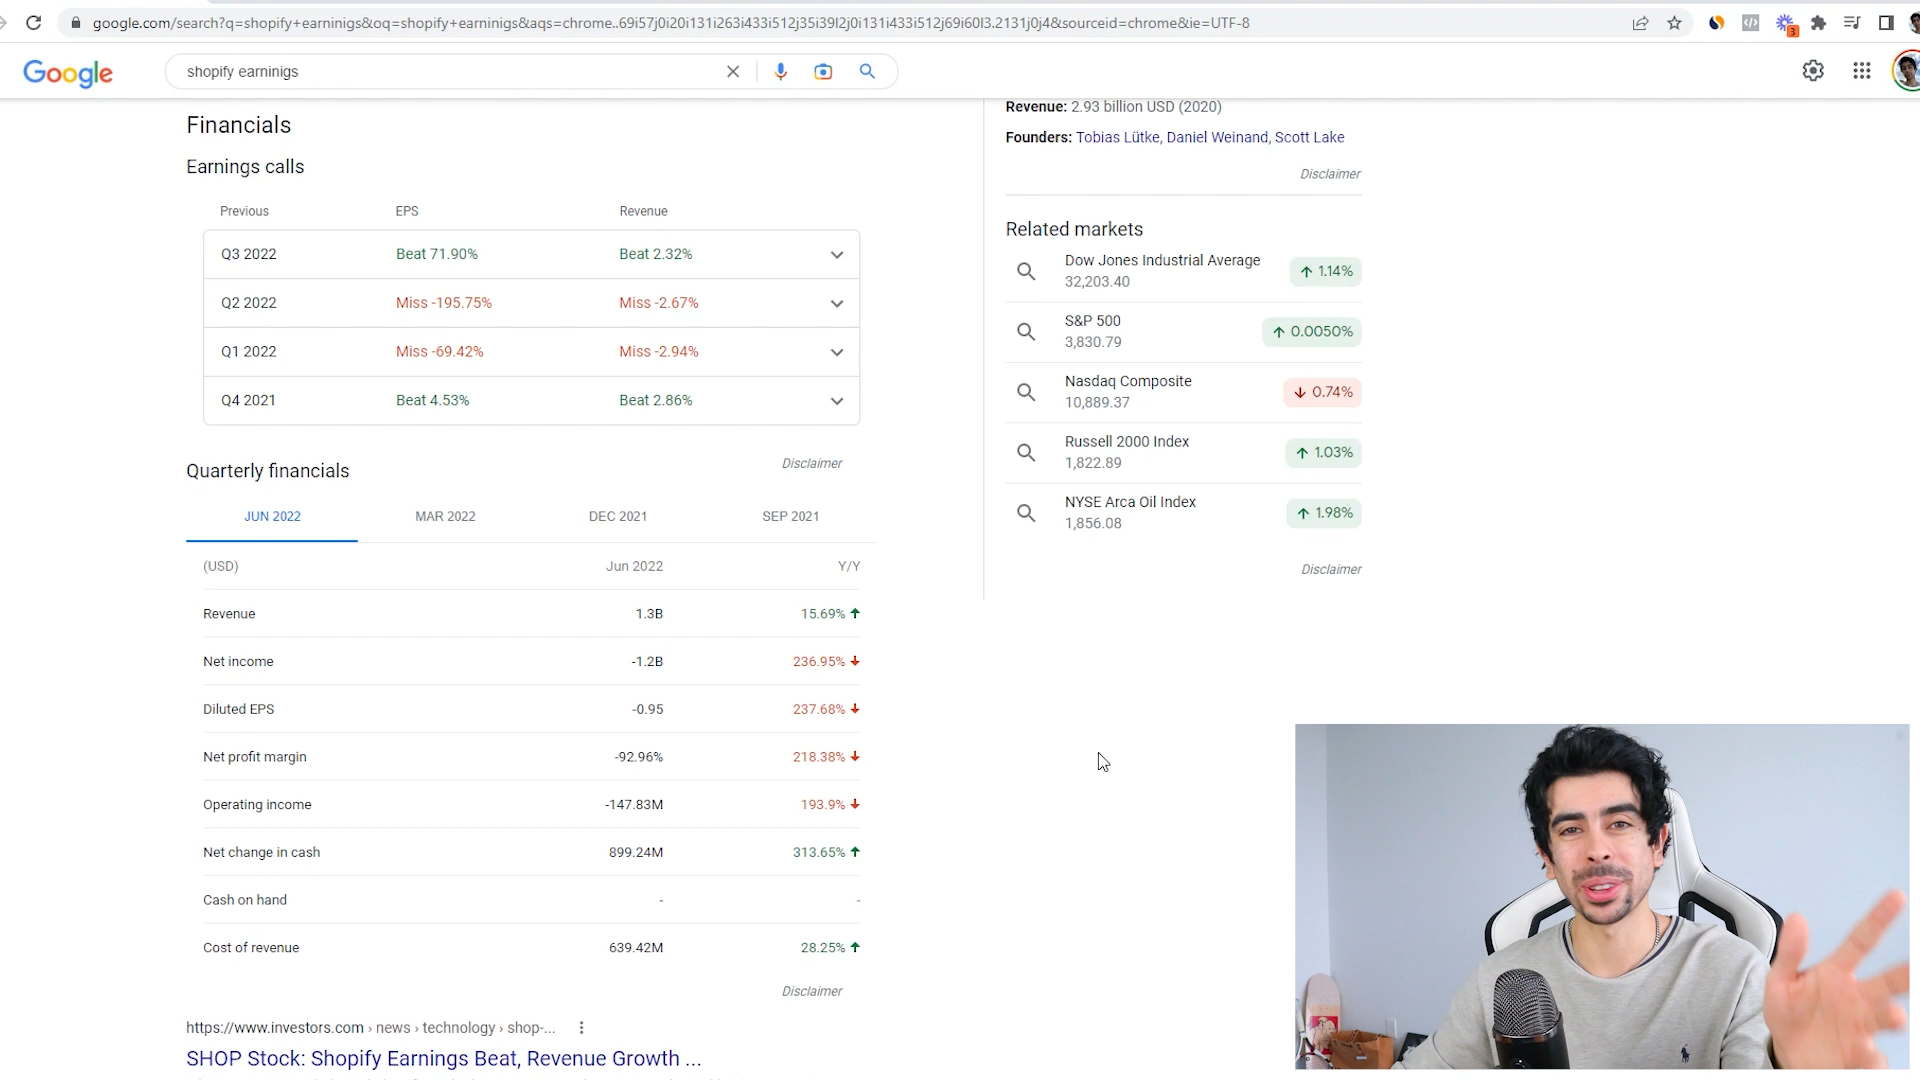 google.com/search?q=shopify+earninigs&oq=shopify+earninigs&aqs=chrome..69i57j0i20i131i263i433i512j35i39l2j0i131i433i512j69i60l3.2131j0j4&sourceid=chrome&ie=UTF-8
3
Google
shopify earninigs
Financials
Earnings calls
Previous EPS Revenue
Q3 2022 Beat 71.90% Beat 2.32%
Q2 2022 Miss -195.75% Miss -2.67%
Q1 2022 Miss -69.42% Miss -2.94%
Q4 2021 Beat 4.53% Beat 2.86%
Disclaimer
Quarterly financials
JUN 2022 MAR 2022 DEC 2021 SEP 2021
(USD) Jun 2022 Y/Y
Revenue 1.3B 15.69%
Net income -1.2B 236.95%
Diluted EPS -0.95 237.68%
Net profit margin -92.96% 218.38%
Operating income -147.83M 193.9%
Net change in cash 899.24M 313.65%
Cash on hand - -
Cost of revenue 639.42M 28.25%
Disclaimer
https://www.investors.com › news › technology › shop-...
SHOP Stock: Shopify Earnings Beat, Revenue Growth ...
Revenue: 2.93 billion USD (2020)
Founders: Tobias Lütke, Daniel Weinand, Scott Lake
Disclaimer
Related markets
Dow Jones Industrial Average
32,203.40 1.14%
S&P 500
3,830.79 0.0050%
Nasdaq Composite
10,889.37 0.74%
Russell 2000 Index
1,822.89 1.03%
NYSE Arca Oil Index
1,856.08 1.98%
Disclaimer